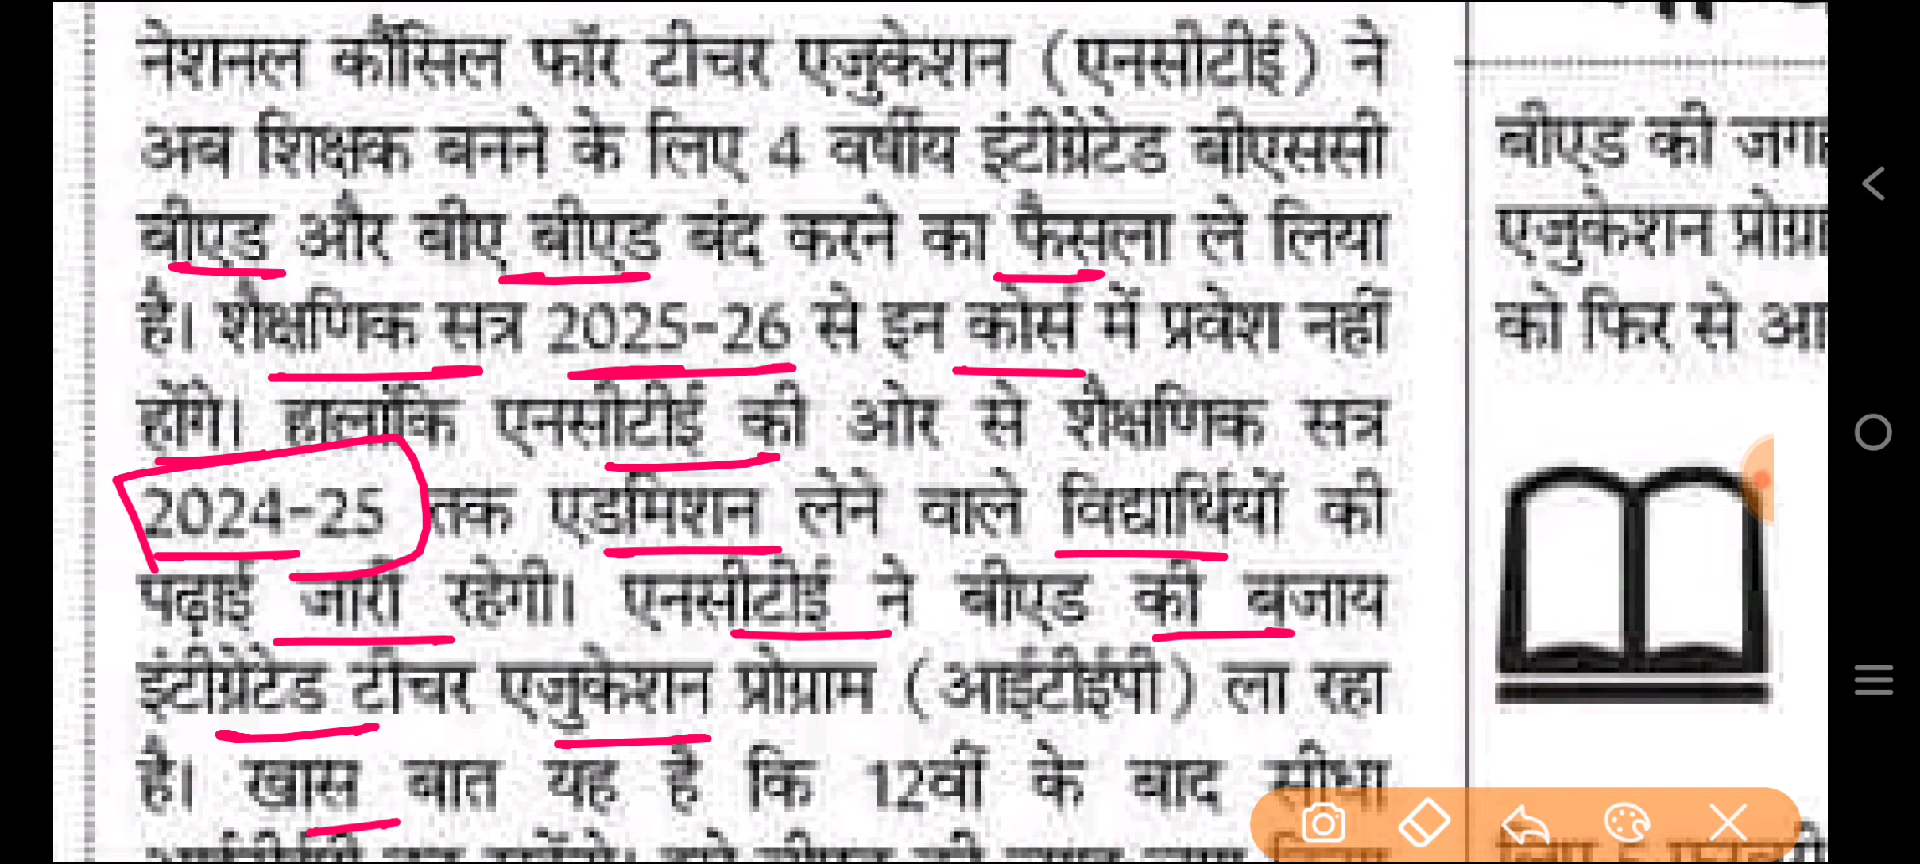 नेशनल कौंसिल फॉर टीचर एजुकेशन (एनसीटीई) ने
अब शिक्षक बनने के लिए 4 वर्षीय इंटीग्रेटेड बीएससी
बीएड और बीए बीएड बंद करने का फैसला ले लिया
है। शैक्षणिक सत्र 2025-26 से इन कोर्स में प्रवेश नहीं
होंगे। हालांकि एनसीटीई की ओर से शैक्षणिक सत्र
2024-25 तक एडमिशन लेने वाले विद्यार्थियों की
पढ़ाई जारी रहेगी। एनसीटीई ने बीएड की बजाय
इंटीग्रेटेड टीचर एजुकेशन प्रोग्राम (आईटीईपी) ला रहा
है। खास बात यह है कि 12वीं के बाद सीधा
बीएड की
एजुकेशन
को फिर से